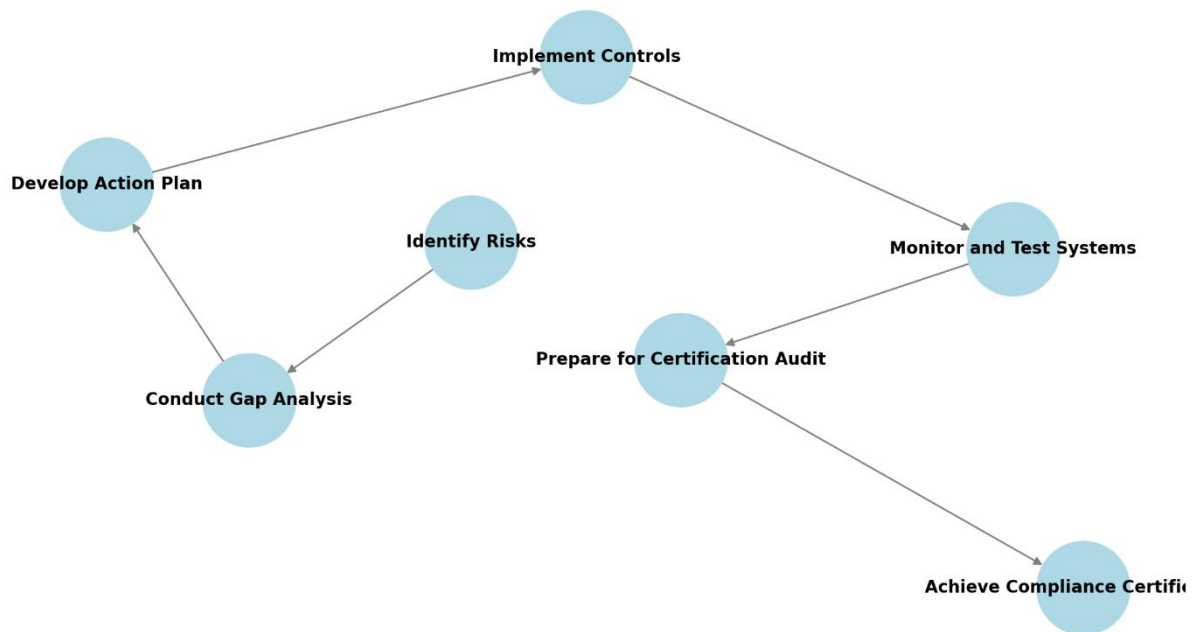 Implement Controls
Develop Action Plan
Identify Risks
Monitor and Test Systems
Prepare for Certification Audit
Conduct Gap Analysis
Achieve Compliance Certifi